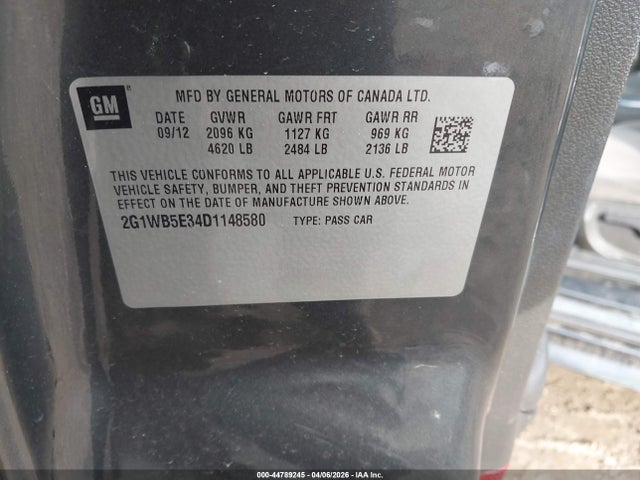 GM
MFD BY GENERAL MOTORS OF CANADA LTD.
DATE GVWR GAWR FRT GAWR RR
09/12 2096 KG 1127 KG 969 KG
4620 LB 2484 LB 2136 LB
THIS VEHICLE CONFORMS TO ALL APPLICABLE U.S. FEDERAL MOTOR
VEHICLE SAFETY, BUMPER, AND THEFT PREVENTION STANDARDS IN
EFFECT ON THE DATE OF MANUFACTURE SHOWN ABOVE.
2G1WB5E34D1148580 TYPE: PASS CAR
000-44789245 - 04/06/2026 - IAA Inc.